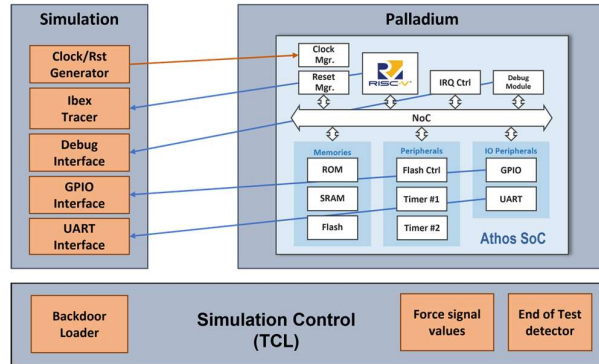 Simulation
Clock/Rst
Generator
Ibex
Tracer
Debug
Interface
GPIO
Interface
UART
Interface
Palladium
Clock
Mgr.
Reset
Mgr.
RISC-V
IRQ Ctrl
Debug
Module
NoC
Memories
ROM
SRAM
Flash
Peripherals
Flash Ctrl
Timer #1
Timer #2
IO Peripherals
GPIO
UART
Athos SoC
Backdoor
Loader
Simulation Control
(TCL)
Force signal
values
End of Test
detector